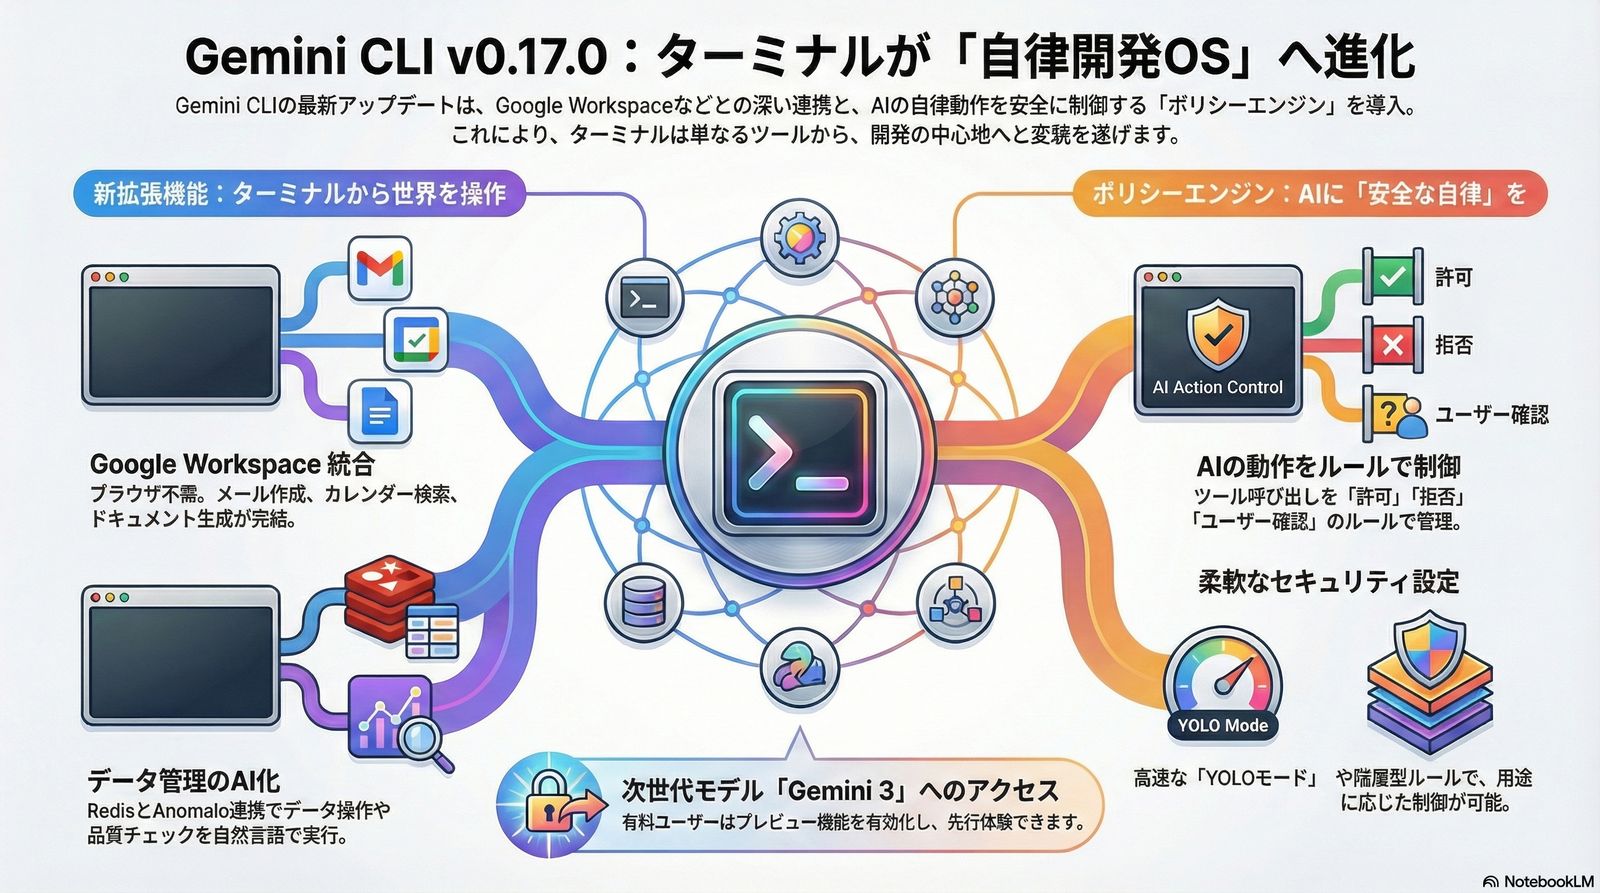 Gemini CLI v0.17.0：ターミナルが「自律開発OS」へ進化
Gemini CLIの最新アップデートは、Google Workspaceなどとの深い連携と、AIの自律動作を安全に制御する「ポリシーエンジン」を導入。
これにより、ターミナルは単なるツールから、開発の中心地へと変貌を遂げます。
新拡張機能：ターミナルから世界を操作
Google Workspace 統合
ブラウザ不需。メール作成、カレンダー検索、
ドキュメント生成が完結。
データ管理のAI化
RedisとAnomalo連携でデータ操作や
品質チェックを自然言語で実行。
次世代モデル「Gemini 3」へのアクセス
有料ユーザーはプレビュー機能を有効化し、先行体験できます。
ポリシーエンジン：AIに「安全な自律」を
AI Action Control
許可
拒否
ユーザー確認
AIの動作をルールで制御
ツール呼び出しを「許可」「拒否」
「ユーザー確認」のルールで管理。
柔軟なセキュリティ設定
YOLO Mode
高速な「YOLOモード」
や階層型ルールで、用途
に応じた制御が可能。
NotebookLM